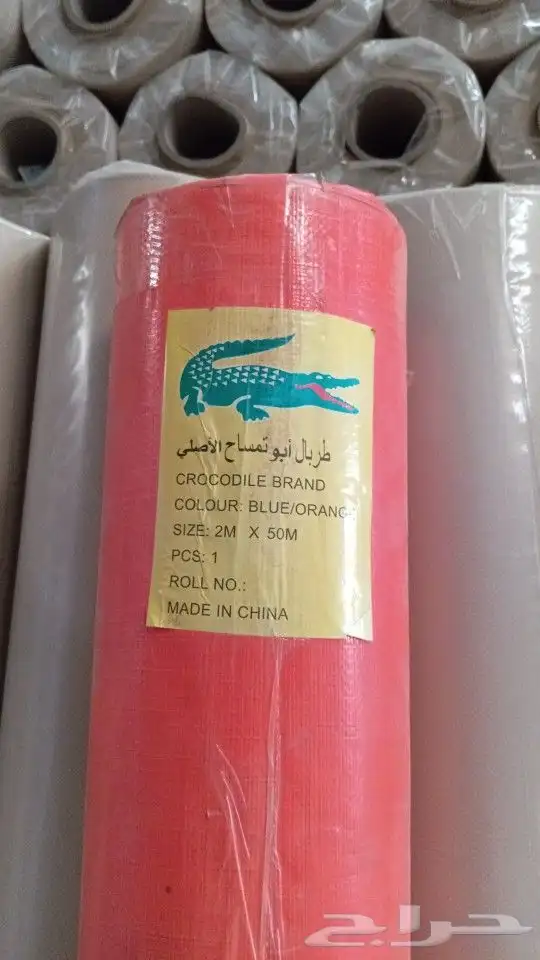 طربال أبو تمساح الأصلي
CROCODILE BRAND
COLOUR: BLUE/ORANGE
SIZE: 2M X 50M
PCS: 1
ROLL NO.:
MADE IN CHINA
حراج